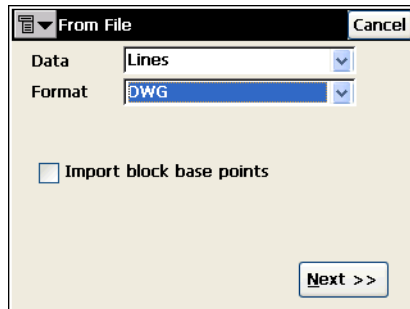 From File Cancel
Data Lines
Format DWG
Import block base points
Next >>